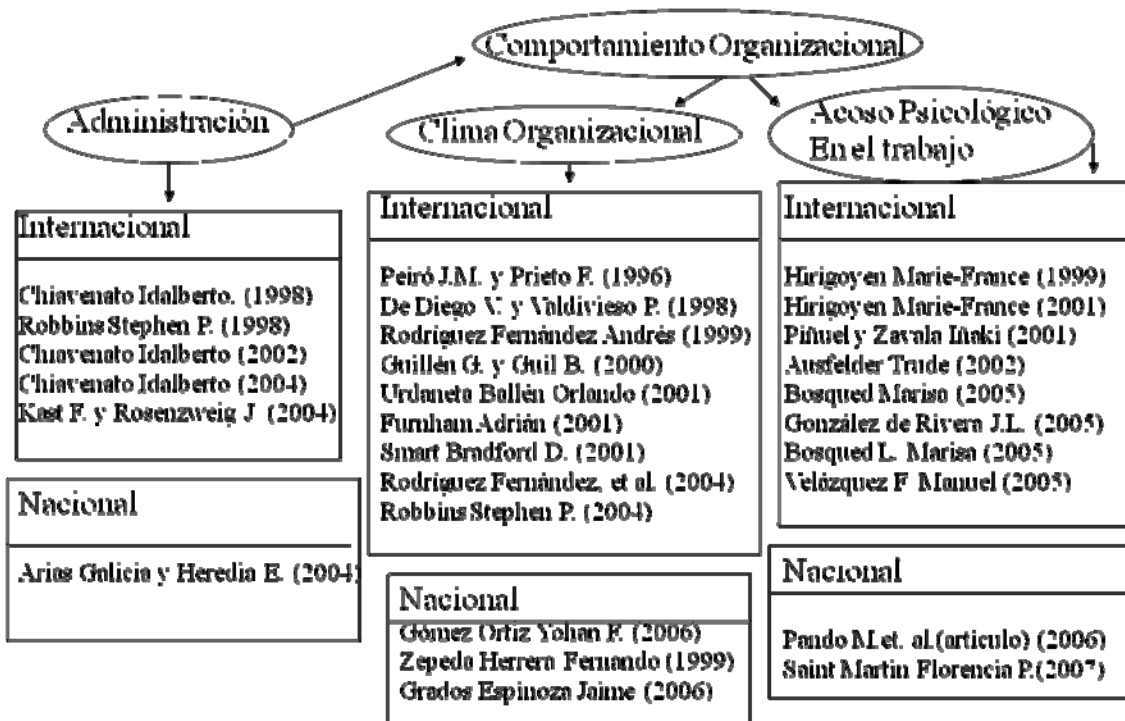 Comportamiento Organizacional
Administración
Clima Organizacional
Acoso Psicológico
En el trabajo
Internacional
Chiavenato Idalberto. (1998)
Robbins Stephen P. (1998)
Chiavenato Idalberto (2002)
Chiavenato Idalberto (2004)
Kast F. y Rosenzweig J (2004)
Nacional
Arias Galicia y Heredia E. (2004)
Internacional
Peiró J.M. y Prieto F. (1996)
De Diego V. y Valdivieso P. (1998)
Rodríguez Fernández Andrés (1999)
Guillén G. y Guil B. (2000)
Urdaneta Ballén Orlando (2001)
Furnham Adrián (2001)
Smart Bradford D. (2001)
Rodríguez Fernández, et al. (2004)
Robbins Stephen P. (2004)
Nacional
Gómez Ortiz Yohan F. (2006)
Zepeda Herrera Fernando (1999)
Grados Espinoza Jaime (2006)
Internacional
Hirigoyen Marie-France (1999)
Hirigoyen Marie-France (2001)
Piñuel y Zavala Iñaki (2001)
Ausfelder Trude (2002)
Bosqued Marisa (2005)
González de Rivera J.L. (2005)
Bosqued L. Marisa (2005)
Velázquez F Manuel (2005)
Nacional
Pando M.et. al.(articulo) (2006)
Saint Martin Florencia P.(2007)